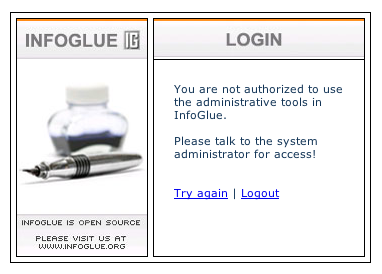 INFOGLUE IG
INFOGLUE IS OPEN SOURCE
PLEASE VISIT US AT
WWW.INFOGLUE.ORG
LOGIN
You are not authorized to use
the administrative tools in
InfoGlue.
Please talk to the system
administrator for access!
Try again | Logout